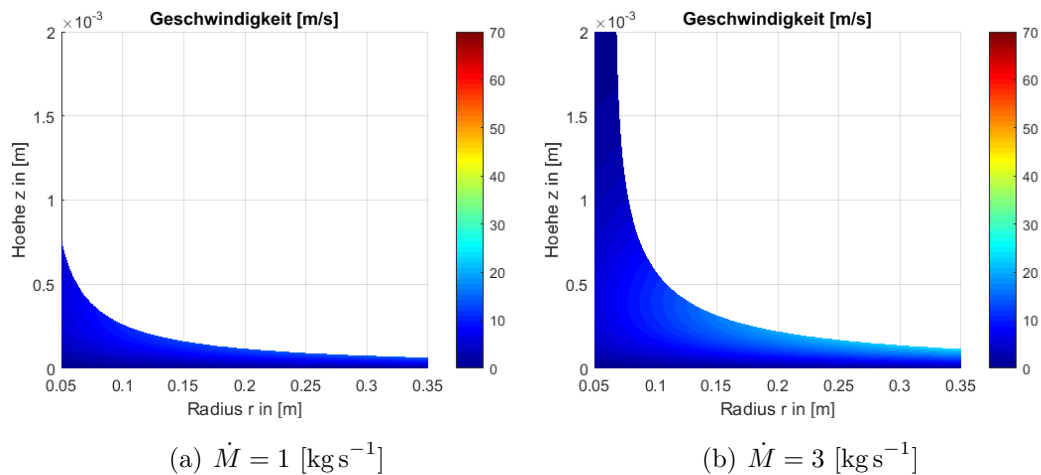 Geschwindigkeit [m/s]
×10⁻³
2
1.5
1
0.5
0
Hoehe z in [m]
0.05 0.1 0.15 0.2 0.25 0.3 0.35
Radius r in [m]
70
60
50
40
30
20
10
0
(a) Ṁ = 1 [kg s⁻¹]
Geschwindigkeit [m/s]
×10⁻³
2
1.5
1
0.5
0
Hoehe z in [m]
0.05 0.1 0.15 0.2 0.25 0.3 0.35
Radius r in [m]
70
60
50
40
30
20
10
0
(b) Ṁ = 3 [kg s⁻¹]